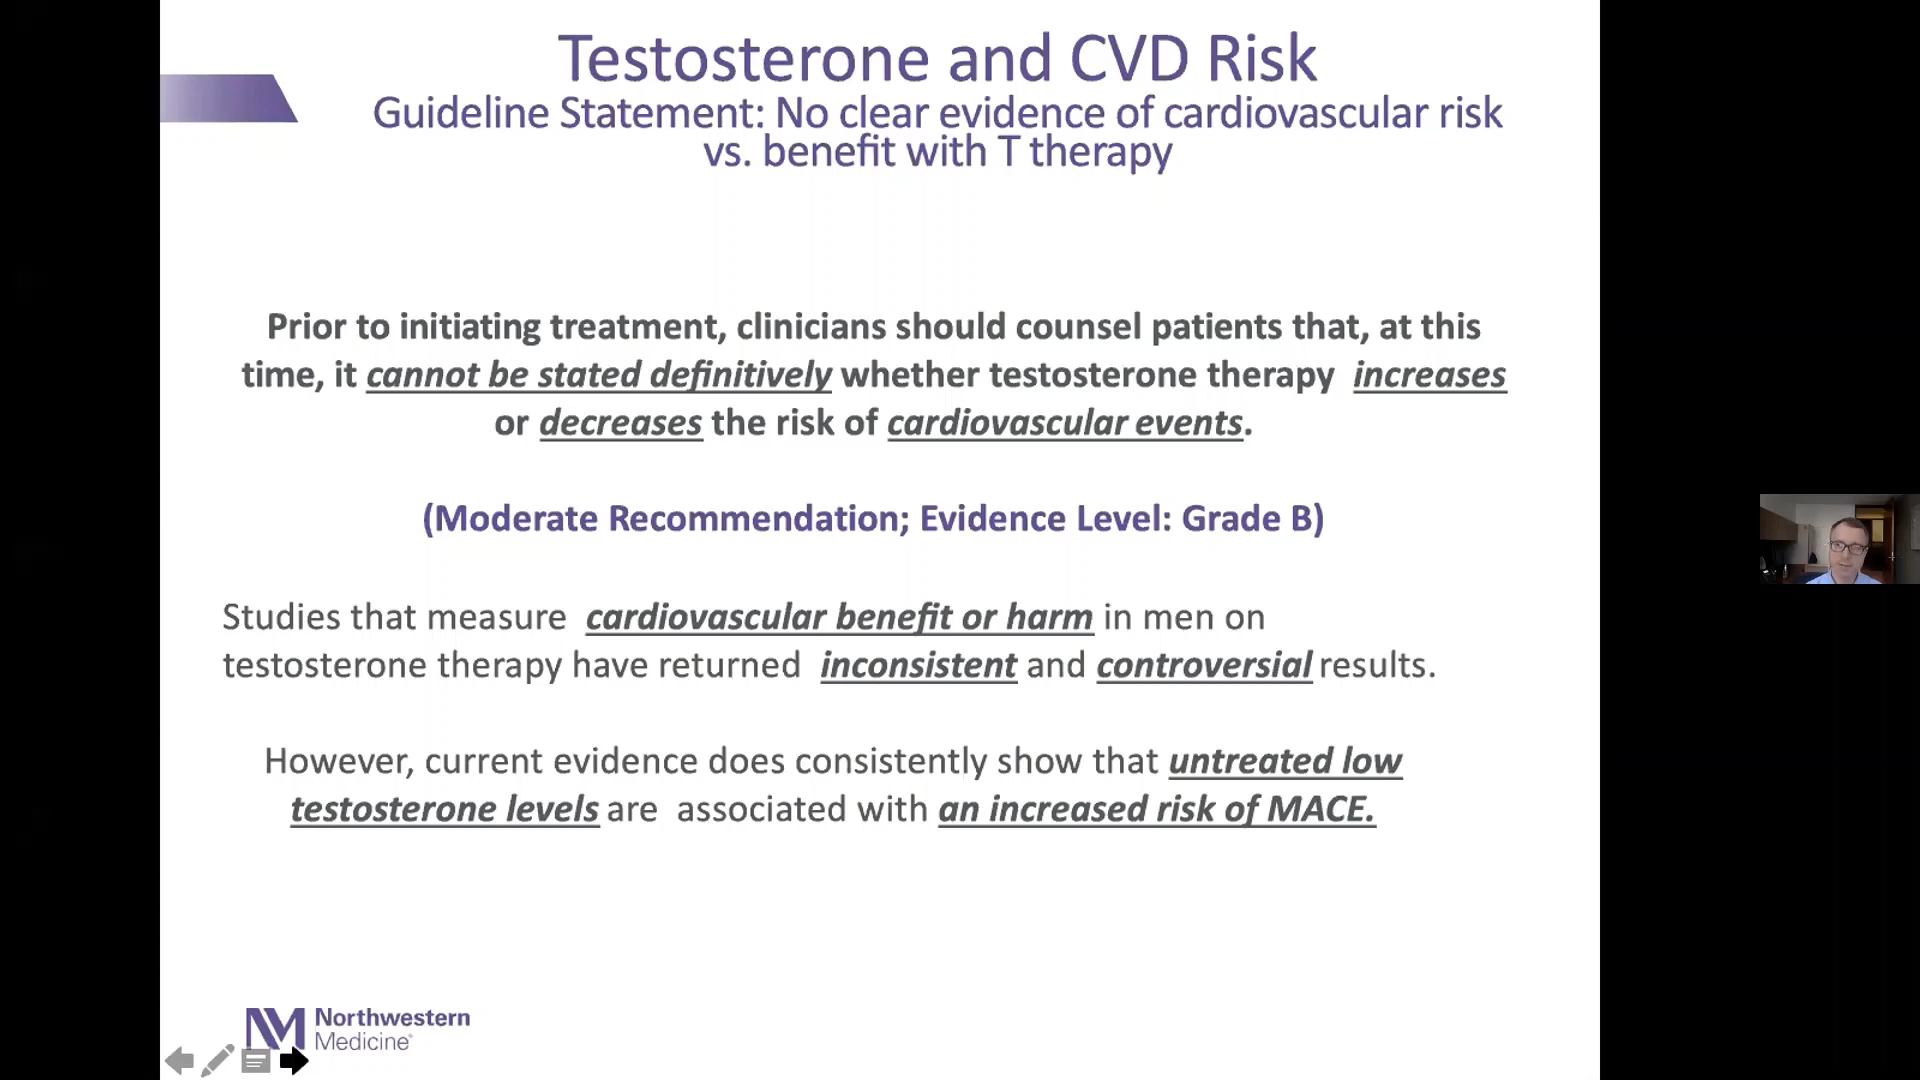 Testosterone and CVD Risk
Guideline Statement: No clear evidence of cardiovascular risk
vs. benefit with T therapy
Prior to initiating treatment, clinicians should counsel patients that, at this
time, it cannot be stated definitively whether testosterone therapy increases
or decreases the risk of cardiovascular events.
(Moderate Recommendation; Evidence Level: Grade B)
Studies that measure cardiovascular benefit or harm in men on
testosterone therapy have returned inconsistent and controversial results.
However, current evidence does consistently show that untreated low
testosterone levels are associated with an increased risk of MACE.
NM Northwestern
Medicine